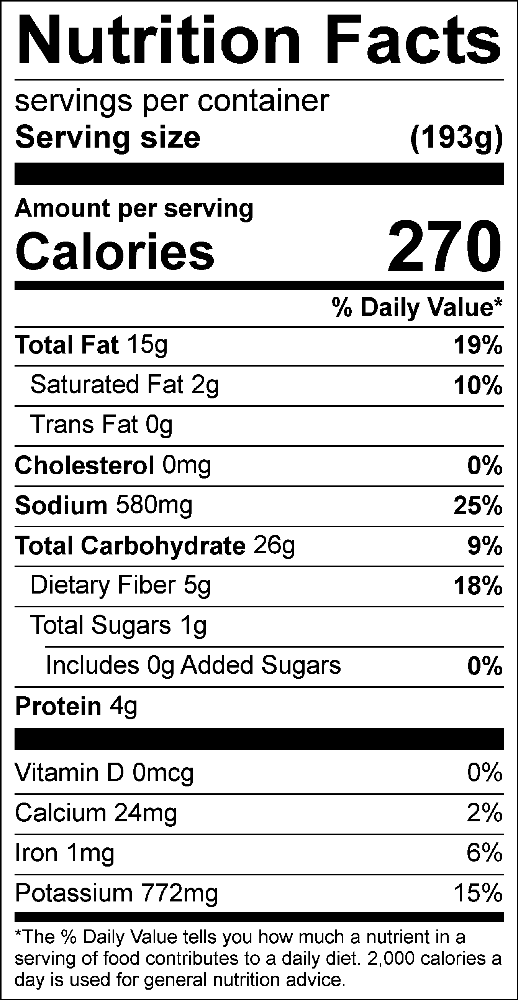 Nutrition Facts
servings per container
Serving size (193g)
Amount per serving
Calories 270
% Daily Value*
Total Fat 15g 19%
Saturated Fat 2g 10%
Trans Fat 0g
Cholesterol 0mg 0%
Sodium 580mg 25%
Total Carbohydrate 26g 9%
Dietary Fiber 5g 18%
Total Sugars 1g
Includes 0g Added Sugars 0%
Protein 4g
Vitamin D 0mcg 0%
Calcium 24mg 2%
Iron 1mg 6%
Potassium 772mg 15%
*The % Daily Value tells you how much a nutrient in a
serving of food contributes to a daily diet. 2,000 calories a
day is used for general nutrition advice.